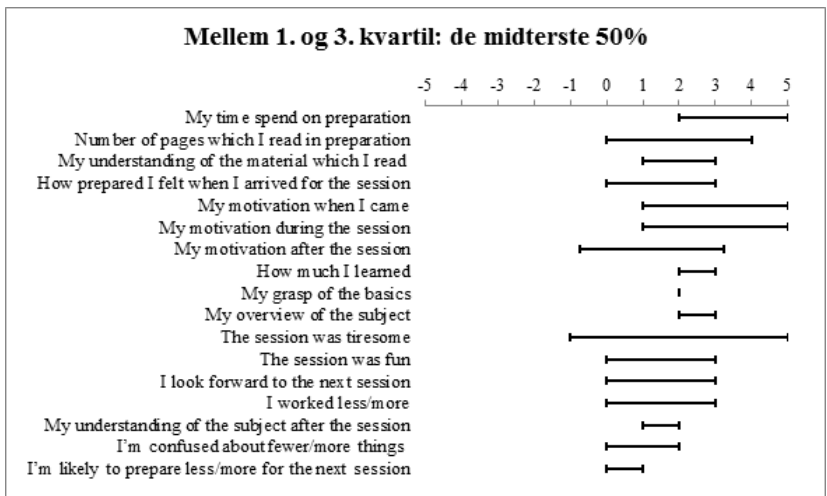 Mellem 1. og 3. kvartil: de midterste 50%
-5 -4 -3 -2 -1 0 1 2 3 4 5
My time spend on preparation
Number of pages which I read in preparation
My understanding of the material which I read
How prepared I felt when I arrived for the session
My motivation when I came
My motivation during the session
My motivation after the session
How much I learned
My grasp of the basics
My overview of the subject
The session was tiresome
The session was fun
I look forward to the next session
I worked less/more
My understanding of the subject after the session
I'm confused about fewer/more things
I'm likely to prepare less/more for the next session